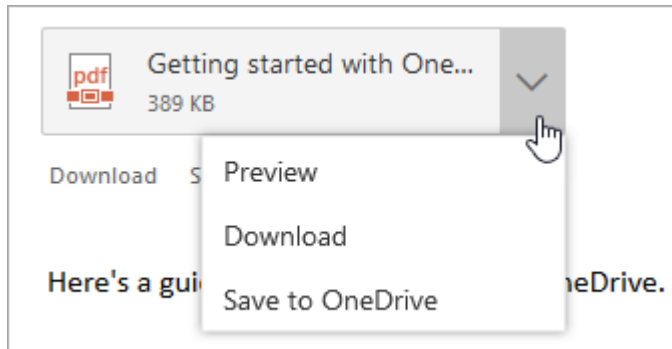 pdf
Getting started with One...
389 KB
Download S
Preview
Download
Here's a gui neDrive.
Save to OneDrive